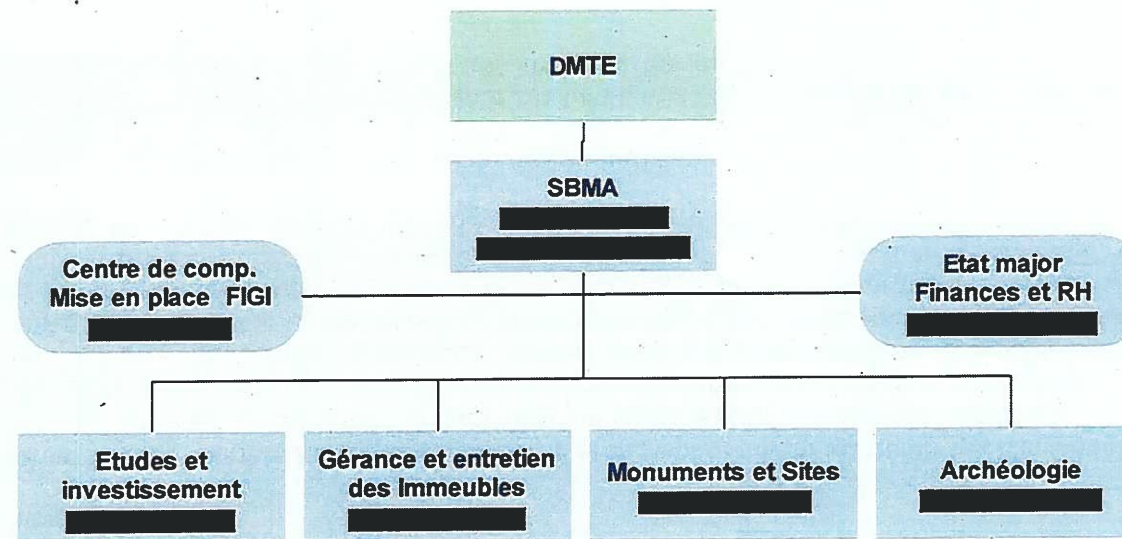 DMTE
SBMA
Centre de comp.
Mise en place FIGI
Etat major
Finances et RH
Etudes et
investissement
Gérance et entretien
des Immeubles
Monuments et Sites
Archéologie